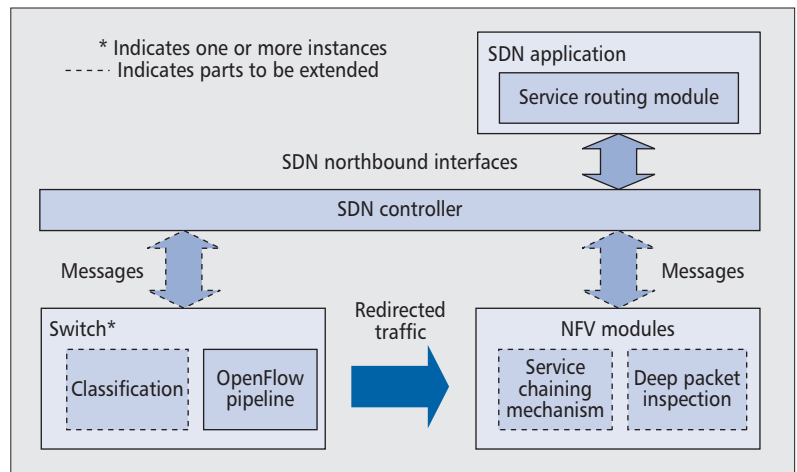 * Indicates one or more instances
----- Indicates parts to be extended
SDN application
Service routing module
SDN northbound interfaces
SDN controller
Messages
Messages
Redirected
traffic
Switch*
Classification
OpenFlow
pipeline
NFV modules
Service
chaining
mechanism
Deep packet
inspection